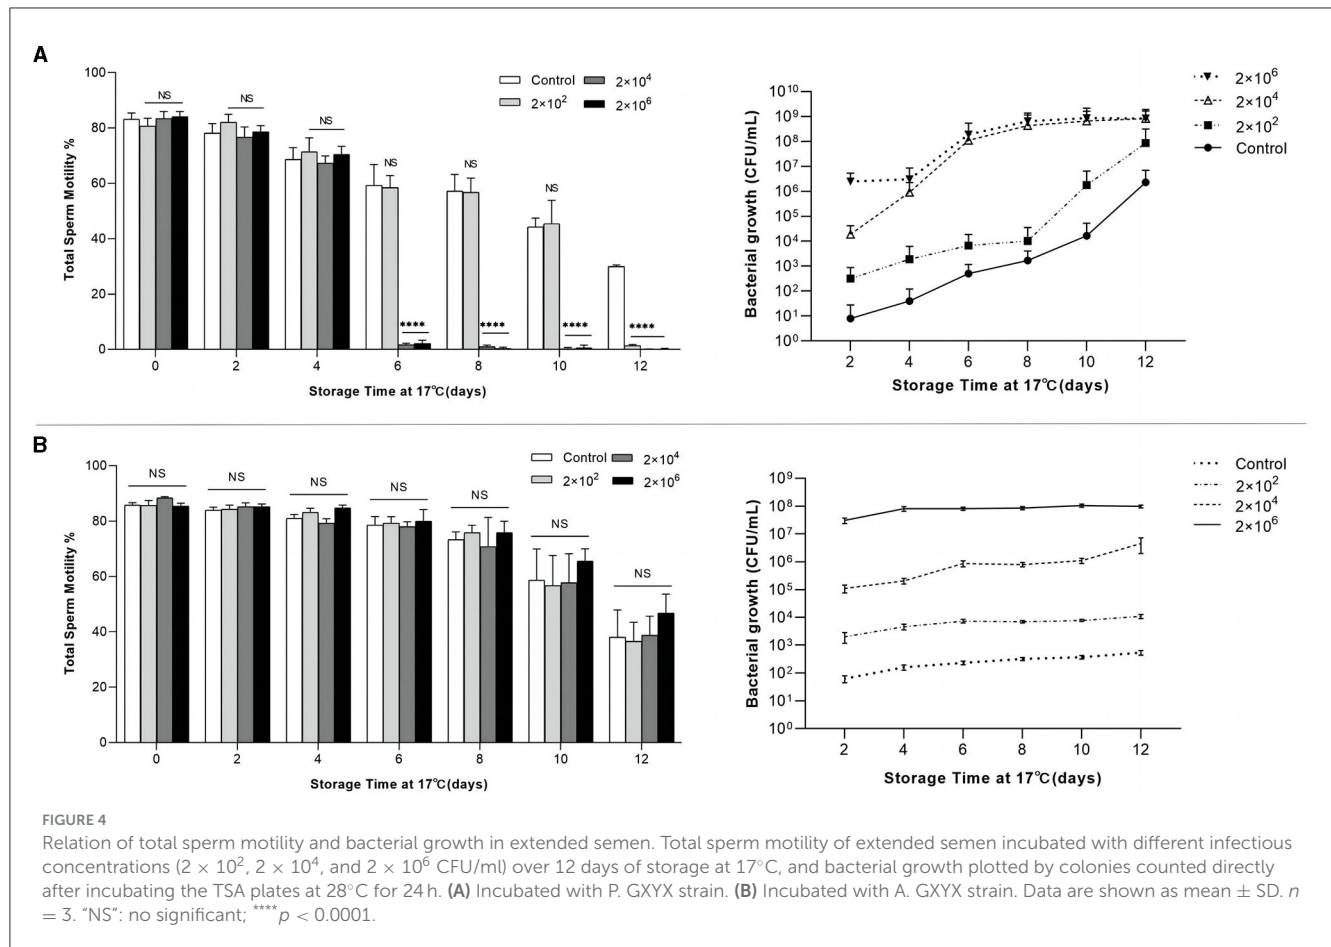 A
100
80
60
40
20
0
Total Sperm Motility %
NS
NS
NS
NS
NS
NS
****
****
****
****
Control
2×10⁴
2×10²
2×10⁶
0 2 4 6 8 10 12
Storage Time at 17℃(days)
10¹⁰
10⁹
10⁸
10⁷
10⁶
10⁵
10⁴
10³
10²
10¹
10⁰
Bacterial growth (CFU/mL)
2×10⁶
2×10⁴
2×10²
Control
2 4 6 8 10 12
Storage Time at 17℃(days)
B
100
80
60
40
20
0
Total Sperm Motility %
NS
NS
NS
NS
NS
NS
NS
Control
2×10⁴
2×10²
2×10⁶
0 2 4 6 8 10 12
Storage Time at 17℃(days)
10⁹
10⁸
10⁷
10⁶
10⁵
10⁴
10³
10²
10¹
10⁰
Bacterial growth (CFU/mL)
Control
2×10²
2×10⁴
2×10⁶
2 4 6 8 10 12
Storage Time at 17℃(days)
FIGURE 4
Relation of total sperm motility and bacterial growth in extended semen. Total sperm motility of extended semen incubated with different infectious
concentrations (2 × 10², 2 × 10⁴, and 2 × 10⁶ CFU/ml) over 12 days of storage at 17°C, and bacterial growth plotted by colonies counted directly
after incubating the TSA plates at 28°C for 24 h. (A) Incubated with P. GXYX strain. (B) Incubated with A. GXYX strain. Data are shown as mean ± SD. n
= 3. "NS": no significant; ****p < 0.0001.